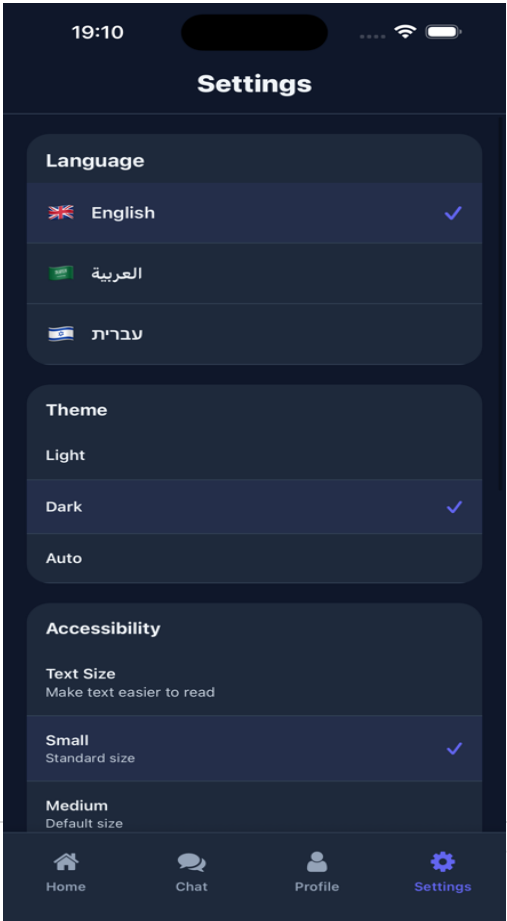 19:10
Settings
Language
English
العربية
עברית
Theme
Light
Dark
Auto
Accessibility
Text Size
Make text easier to read
Small
Standard size
Medium
Default size
Home
Chat
Profile
Settings